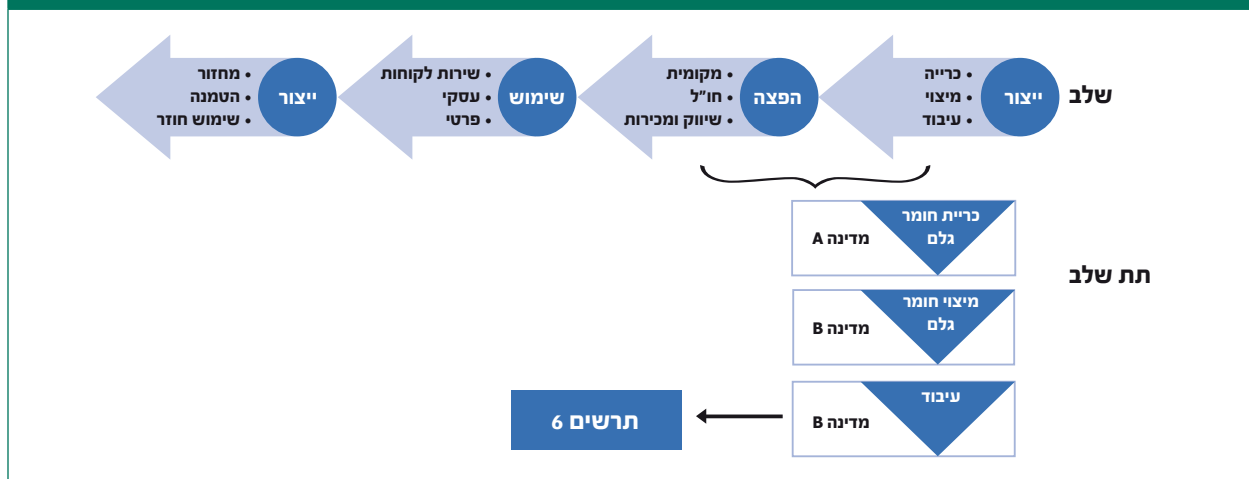 שלב
ייצור
• כרייה
• מיצוי
• עיבוד
הפצה
• מקומית
• חו"ל
• שיווק ומכירות
שימוש
• שירות לקוחות
• עסקי
• פרטי
ייצור
• מחזור
• הטמנה
• שימוש חוזר
תת שלב
כריית חומר
גלם
מדינה A
מיצוי חומר
גלם
מדינה B
עיבוד
מדינה B
תרשים 6